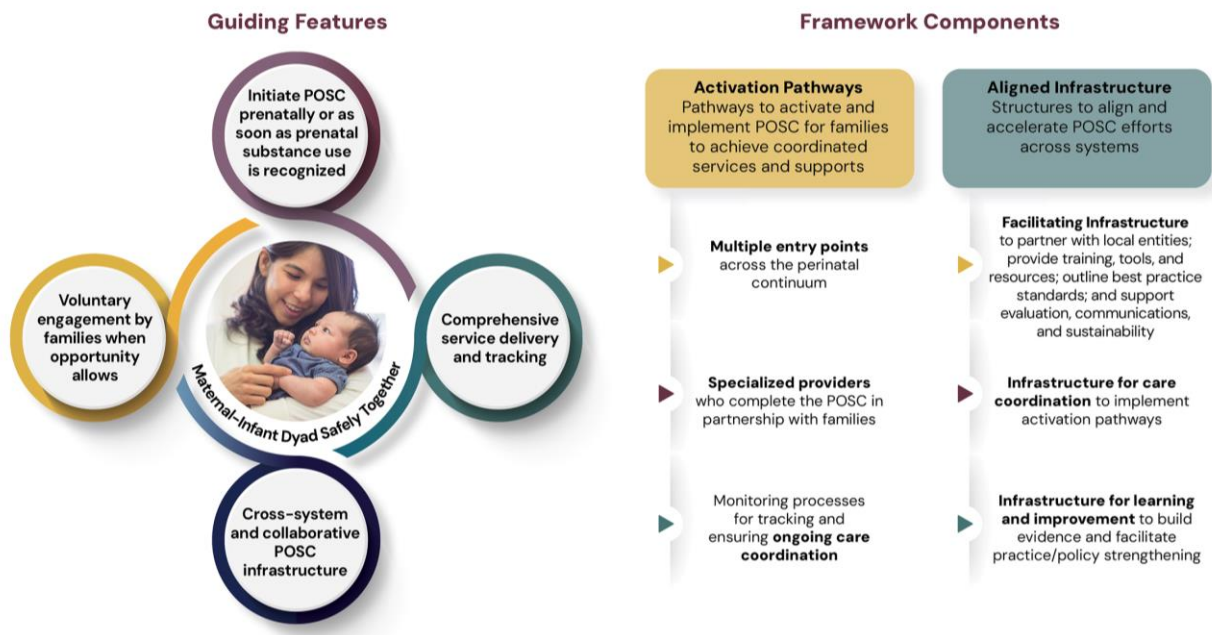 Guiding Features
Initiate POSC
prenatally or as
soon as prenatal
substance use
is recognized
Voluntary
engagement by
families when
opportunity
allows
Comprehensive
service delivery
and tracking
Maternal-Infant Dyad Safely Together
Cross-system
and collaborative
POSC
infrastructure
Framework Components
Activation Pathways
Pathways to activate and
implement POSC for families
to achieve coordinated
services and supports
Multiple entry points
across the perinatal
continuum
Specialized providers
who complete the POSC in
partnership with families
Monitoring processes
for tracking and
ensuring ongoing care
coordination
Aligned Infrastructure
Structures to align and
accelerate POSC efforts
across systems
Facilitating Infrastructure
to partner with local entities;
provide training, tools, and
resources; outline best practice
standards; and support
evaluation, communications,
and sustainability
Infrastructure for care
coordination to implement
activation pathways
Infrastructure for learning
and improvement to build
evidence and facilitate
practice/policy strengthening